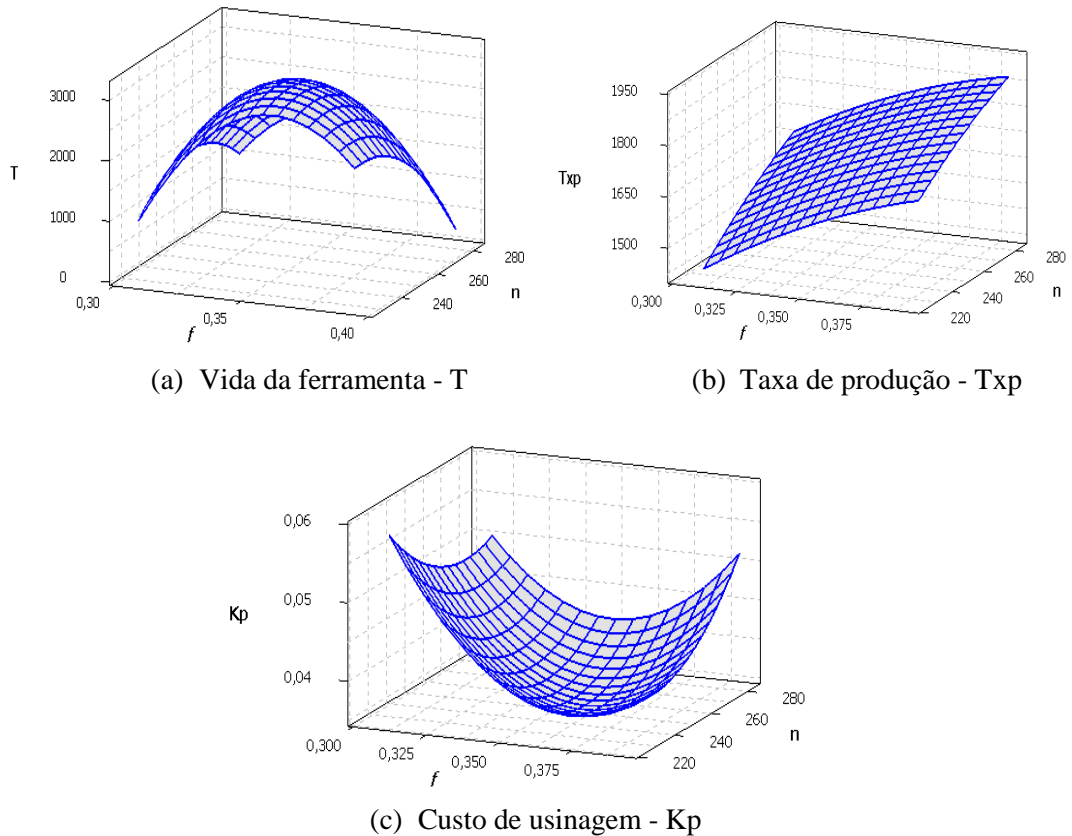 3000
2000
T
1000
0
0,30
0,35
0,40
f
240
260
280
n
(a) Vida da ferramenta - T
1950
1800
Txp
1650
1500
0,300
0,325
0,350
0,375
f
220
240
260
280
n
(b) Taxa de produção - Txp
0,06
0,05
Kp
0,04
0,300
0,325
0,350
0,375
f
220
240
260
280
n
(c) Custo de usinagem - Kp